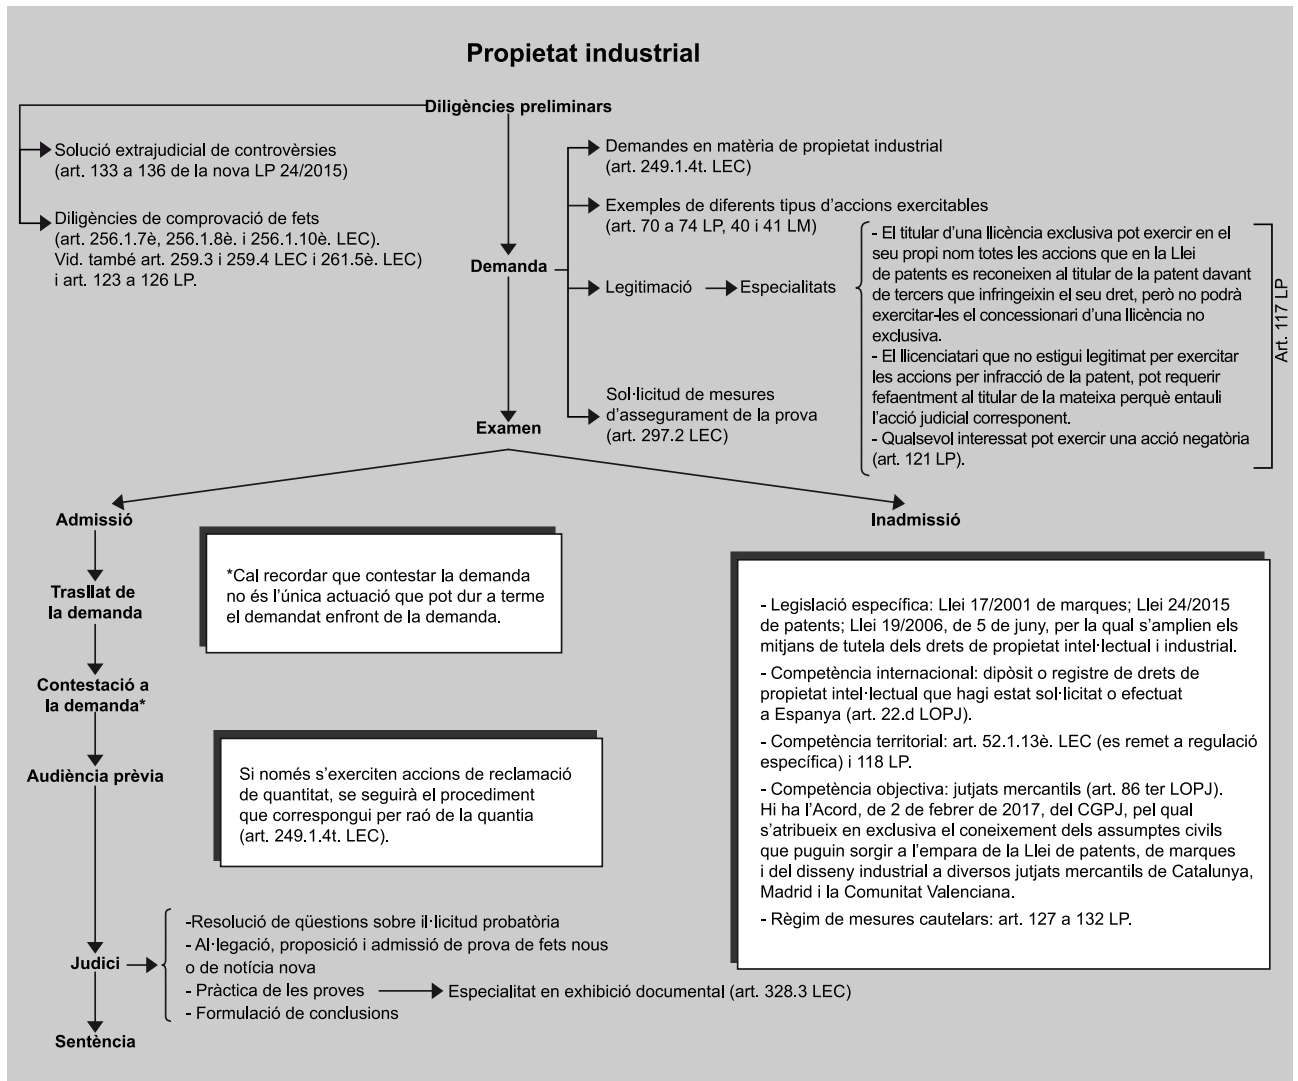 Propietat industrial
Diligències preliminars
Solució extrajudicial de controvèrsies
(art. 133 a 136 de la nova LP 24/2015)
Diligències de comprovació de fets
(art. 256.1.7è, 256.1.8è. i 256.1.10è. LEC).
Vid. també art. 259.3 i 259.4 LEC i 261.5è. LEC)
i art. 123 a 126 LP.
Demanda
Demandes en matèria de propietat industrial
(art. 249.1.4t. LEC)
Exemples de diferents tipus d'accions exercitables
(art. 70 a 74 LP, 40 i 41 LM)
Legitimació
Especialitats
- El titular d'una llicència exclusiva pot exercir en el
seu propi nom totes les accions que en la Llei
de patents es reconeixen al titular de la patent davant
de tercers que infringeixin el seu dret, però no podrà
exercitar-les el concessionari d'una llicència no
exclusiva.
- El llicenciatari que no estigui legitimat per exercitar
les accions per infracció de la patent, pot requerir
fefaentment al titular de la mateixa perquè entauli
l'acció judicial corresponent.
- Qualsevol interessat pot exercir una acció negatòria
(art. 121 LP).
Art. 117 LP
Sol·licitud de mesures
d'assegurament de la prova
(art. 297.2 LEC)
Examen
Admissió
Inadmissió
Trasllat de
la demanda
*Cal recordar que contestar la demanda
no és l'única actuació que pot dur a terme
el demandat enfront de la demanda.
Contestació a
la demanda*
Audiència prèvia
Si només s'exerciten accions de reclamació
de quantitat, se seguirà el procediment
que correspongui per raó de la quantia
(art. 249.1.4t. LEC).
- Legislació específica: Llei 17/2001 de marques; Llei 24/2015
de patents; Llei 19/2006, de 5 de juny, per la qual s'amplien els
mitjans de tutela dels drets de propietat intel·lectual i industrial.
- Competència internacional: dipòsit o registre de drets de
propietat intel·lectual que hagi estat sol·licitat o efectuat
a Espanya (art. 22.d LOPJ).
- Competència territorial: art. 52.1.13è. LEC (es remet a regulació
específica) i 118 LP.
- Competència objectiva: jutjats mercantils (art. 86 ter LOPJ).
Hi ha l'Acord, de 2 de febrer de 2017, del CGPJ, pel qual
s'atribueix en exclusiva el coneixement dels assumptes civils
que puguin sorgir a l'empara de la Llei de patents, de marques
i del disseny industrial a diversos jutjats mercantils de Catalunya,
Madrid i la Comunitat Valenciana.
- Règim de mesures cautelars: art. 127 a 132 LP.
Judici
-Resolució de qüestions sobre il·licitud probatòria
- Al·legació, proposició i admissió de prova de fets nous
o de notícia nova
- Pràctica de les proves
Especialitat en exhibició documental (art. 328.3 LEC)
- Formulació de conclusions
Sentència